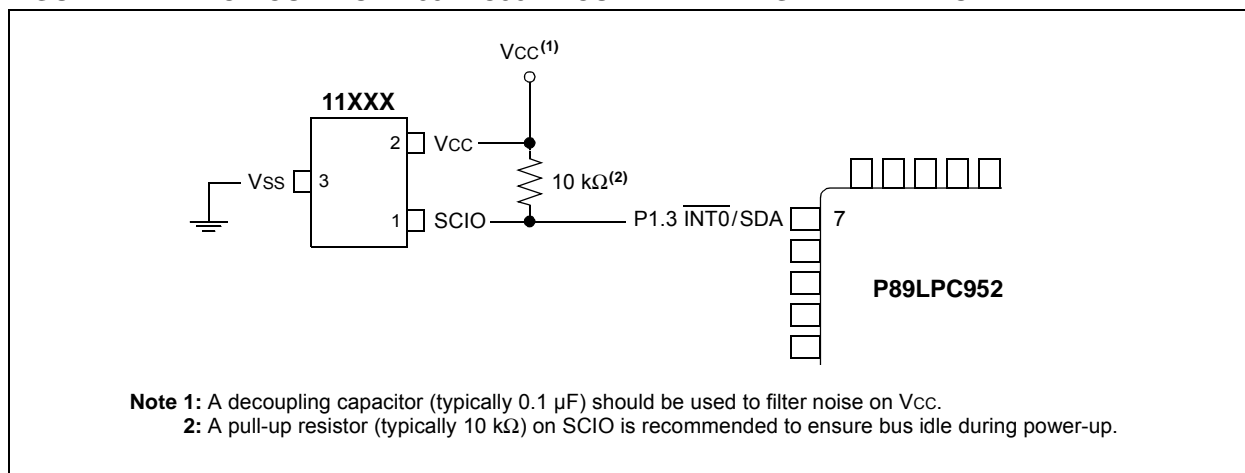 VCC(1)
11XXX
2 VCC
10 kΩ(2)
VSS 3
1 SCIO
P1.3 INT0/SDA 7
P89LPC952
Note 1: A decoupling capacitor (typically 0.1 µF) should be used to filter noise on VCC.
2: A pull-up resistor (typically 10 kΩ) on SCIO is recommended to ensure bus idle during power-up.